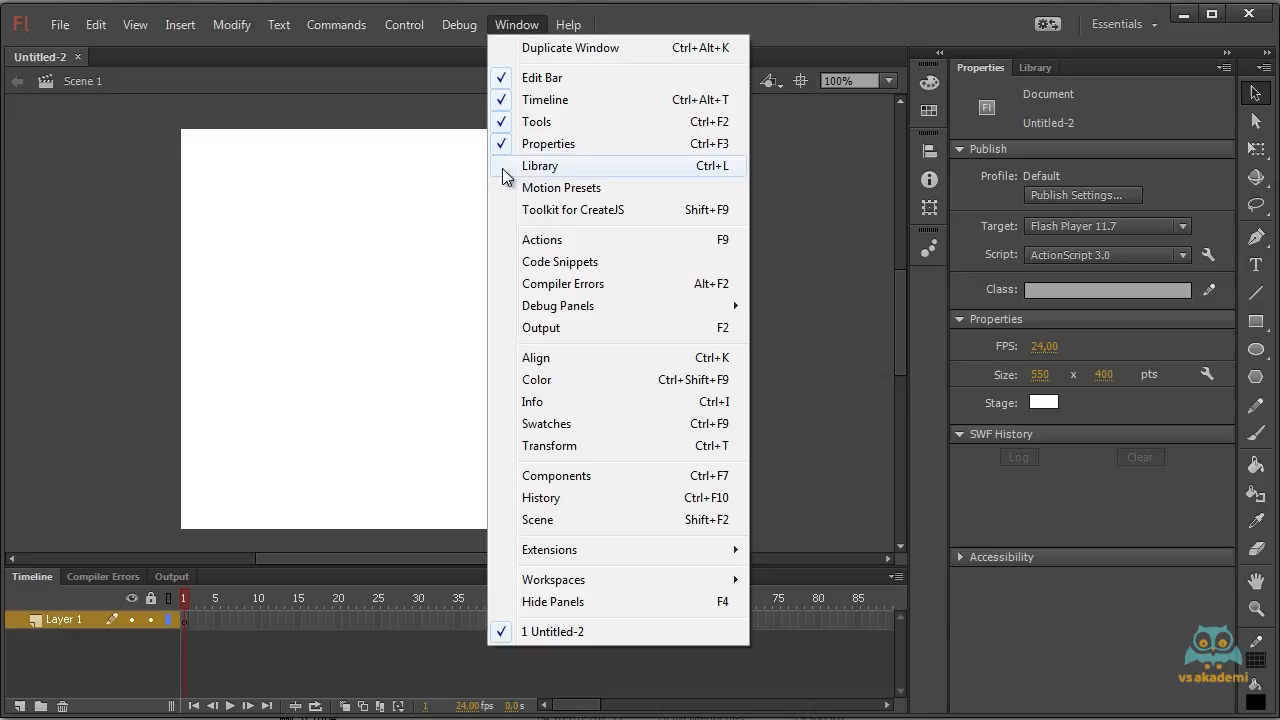 Fl File Edit View Insert Modify Text Commands Control Debug Window Help Essentials
Untitled-2 ×
Scene 1
100%
Duplicate Window Ctrl+Alt+K
Edit Bar
Timeline Ctrl+Alt+T
Tools Ctrl+F2
Properties Ctrl+F3
Library Ctrl+L
Motion Presets
Toolkit for CreateJS Shift+F9
Actions F9
Code Snippets
Compiler Errors Alt+F2
Debug Panels
Output F2
Align Ctrl+K
Color Ctrl+Shift+F9
Info Ctrl+I
Swatches Ctrl+F9
Transform Ctrl+T
Components Ctrl+F7
History Ctrl+F10
Scene Shift+F2
Extensions
Workspaces
Hide Panels F4
1 Untitled-2
Properties Library
Fl Document
Untitled-2
Publish
Profile: Default
Publish Settings...
Target: Flash Player 11.7
Script: ActionScript 3.0
Class:
Properties
FPS: 24,00
Size: 550 x 400 pts
Stage:
SWF History
Log Clear
Accessibility
Timeline Compiler Errors Output
1 5 10 15 20 25 30 35 75 80 85
Layer 1
1 24,00 fps 0,0 s
vsakademi